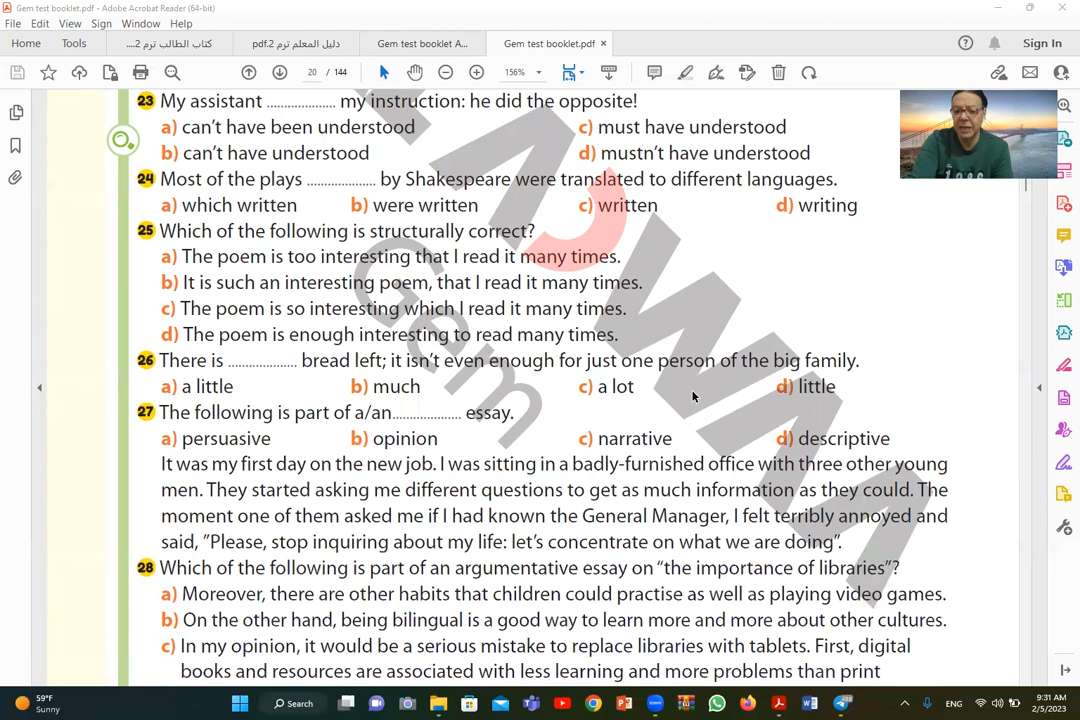 Gem test booklet.pdf - Adobe Acrobat Reader (64-bit)
File Edit View Sign Window Help
Home Tools كتاب الطالب ترم 2.... دليل المعلم ترم 2.pdf Gem test booklet A... Gem test booklet.pdf × Sign In
20 / 144 156%
23 My assistant .................... my instruction: he did the opposite!
a) can't have been understood c) must have understood
b) can't have understood d) mustn't have understood
24 Most of the plays .................... by Shakespeare were translated to different languages.
a) which written b) were written c) written d) writing
25 Which of the following is structurally correct?
a) The poem is too interesting that I read it many times.
b) It is such an interesting poem, that I read it many times.
c) The poem is so interesting which I read it many times.
d) The poem is enough interesting to read many times.
26 There is .................... bread left; it isn't even enough for just one person of the big family.
a) a little b) much c) a lot d) little
27 The following is part of a/an.................... essay.
a) persuasive b) opinion c) narrative d) descriptive
It was my first day on the new job. I was sitting in a badly-furnished office with three other young
men. They started asking me different questions to get as much information as they could. The
moment one of them asked me if I had known the General Manager, I felt terribly annoyed and
said, "Please, stop inquiring about my life: let's concentrate on what we are doing".
28 Which of the following is part of an argumentative essay on "the importance of libraries"?
a) Moreover, there are other habits that children could practise as well as playing video games.
b) On the other hand, being bilingual is a good way to learn more and more about other cultures.
c) In my opinion, it would be a serious mistake to replace libraries with tablets. First, digital
books and resources are associated with less learning and more problems than print
Gem
59°F
Sunny
Search
ENG
9:31 AM
2/5/2023